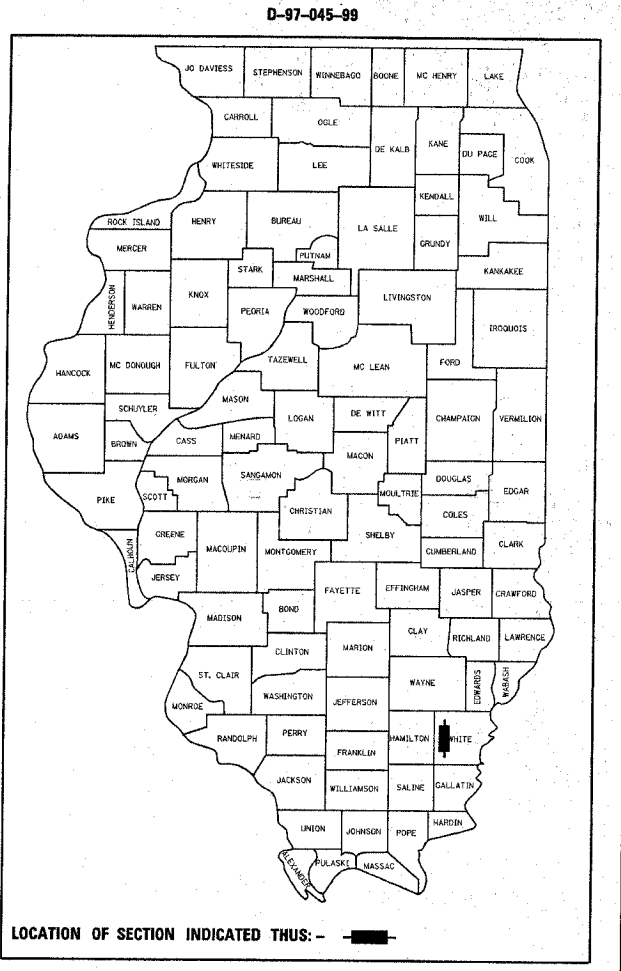 D-97-045-99
JO DAVIESS
STEPHENSON
WINNEBAGO
BOONE
MC HENRY
LAKE
CARROLL
OGLE
DE KALB
KANE
DU PAGE
COOK
WHITESIDE
LEE
KENDALL
ROCK ISLAND
HENRY
BUREAU
LA SALLE
WILL
MERCER
PUTNAM
GRUNDY
STARK
MARSHALL
KANKAKEE
HENDERSON
WARREN
KNOX
PEORIA
WOODFORD
LIVINGSTON
IROQUOIS
HANCOCK
MC DONOUGH
FULTON
TAZEWELL
MC LEAN
FORD
MASON
SCHUYLER
LOGAN
DE WITT
CHAMPAIGN
VERMILION
ADAMS
BROWN
CASS
MENARD
PIATT
MACON
SANGAMON
DOUGLAS
PIKE
SCOTT
MORGAN
MOULTRIE
EDGAR
CHRISTIAN
COLES
GREENE
SHELBY
CALHOUN
MACOUPIN
MONTGOMERY
CUMBERLAND
CLARK
JERSEY
FAYETTE
EFFINGHAM
JASPER
CRAWFORD
MADISON
BOND
CLAY
RICHLAND
LAWRENCE
CLINTON
MARION
ST. CLAIR
WAYNE
EDWARDS
WABASH
WASHINGTON
JEFFERSON
MONROE
RANDOLPH
PERRY
HAMILTON
WHITE
FRANKLIN
JACKSON
WILLIAMSON
SALINE
GALLATIN
UNION
JOHNSON
POPE
HARDIN
ALEXANDER
PULASKI
MASSAC
LOCATION OF SECTION INDICATED THUS: -